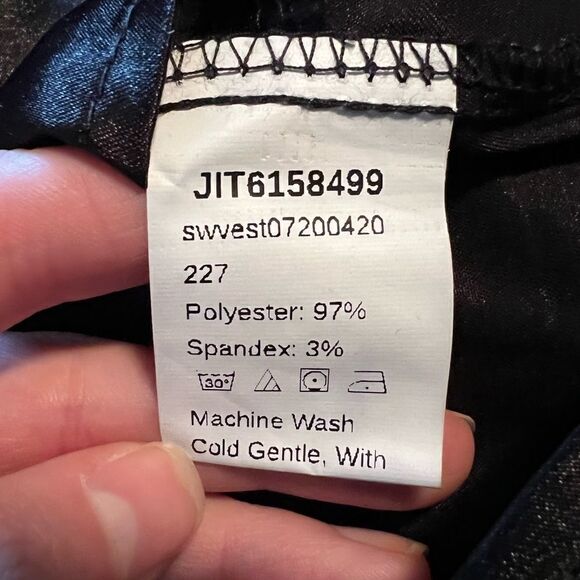 JIT6158499
swvest07200420
227
Polyester: 97%
Spandex: 3%
30°
Machine Wash
Cold Gentle, With